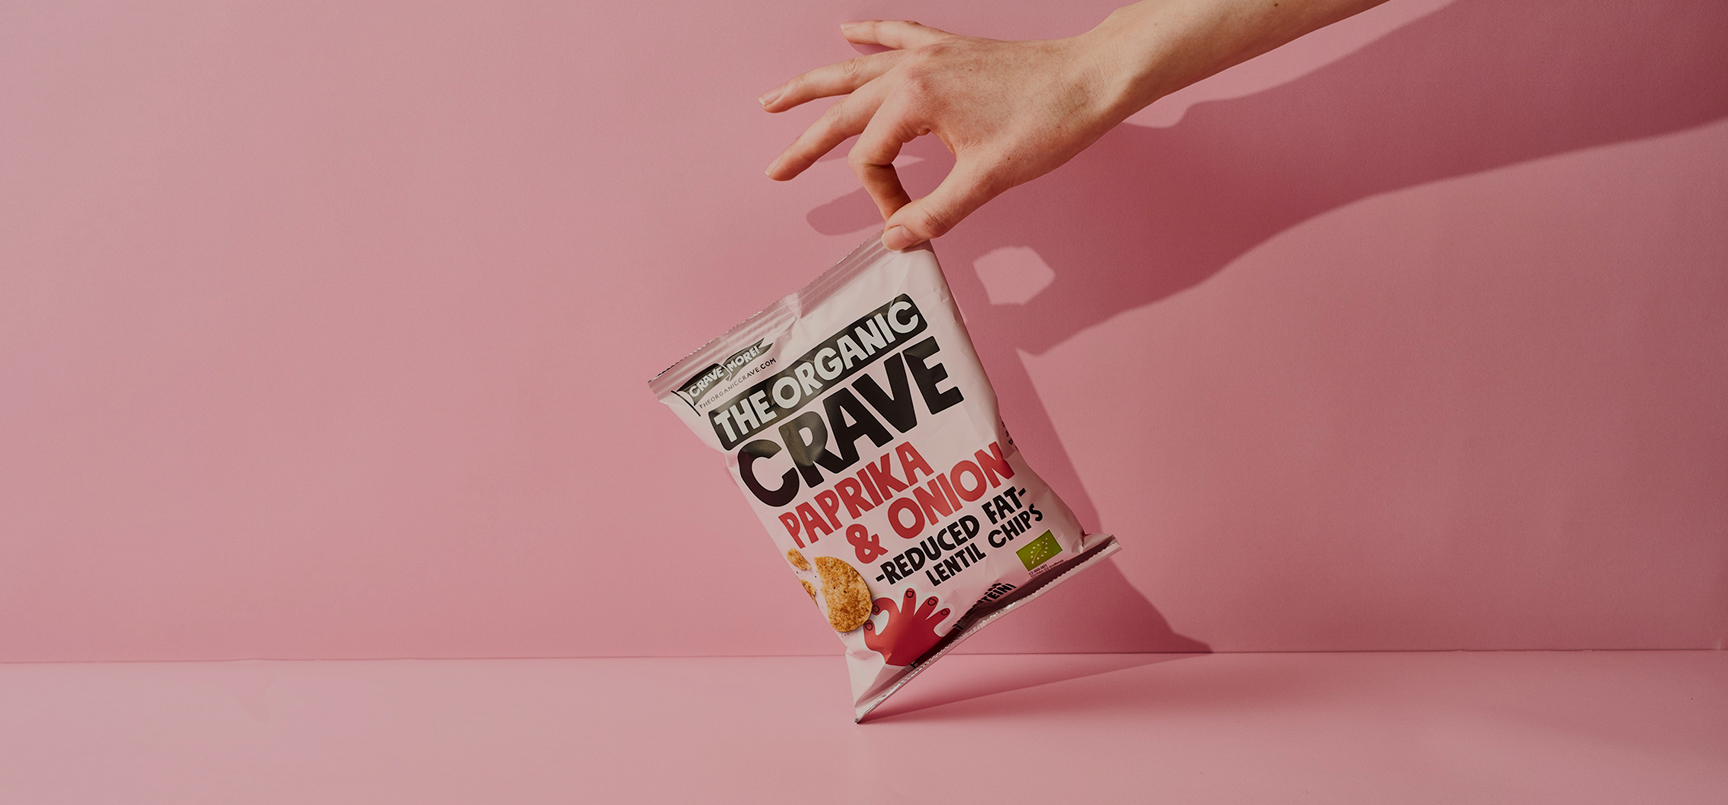 CRAVE MORE!
THEORGANICCRAVE.COM
THE ORGANIC
CRAVE
PAPRIKA
& ONION
-REDUCED FAT-
LENTIL CHIPS